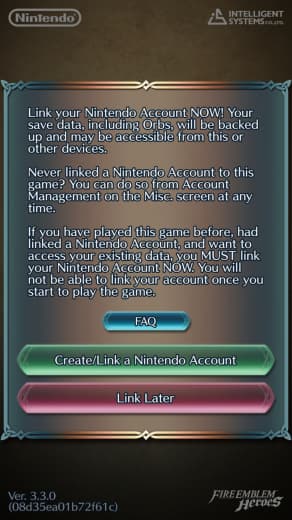 Nintendo
INTELLIGENT
SYSTEMS CO.,LTD.
Link your Nintendo Account NOW! Your
save data, including Orbs, will be backed
up and may be accessible from this or
other devices.
Never linked a Nintendo Account to this
game? You can do so from Account
Management on the Misc. screen at any
time.
If you have played this game before, had
linked a Nintendo Account, and want to
access your existing data, you MUST link
your Nintendo Account NOW. You will
not be able to link your account once you
start to play the game.
FAQ
Create/Link a Nintendo Account
Link Later
Ver. 3.3.0
(08d35ea01b72f61c)
FIRE EMBLEM
HEROES